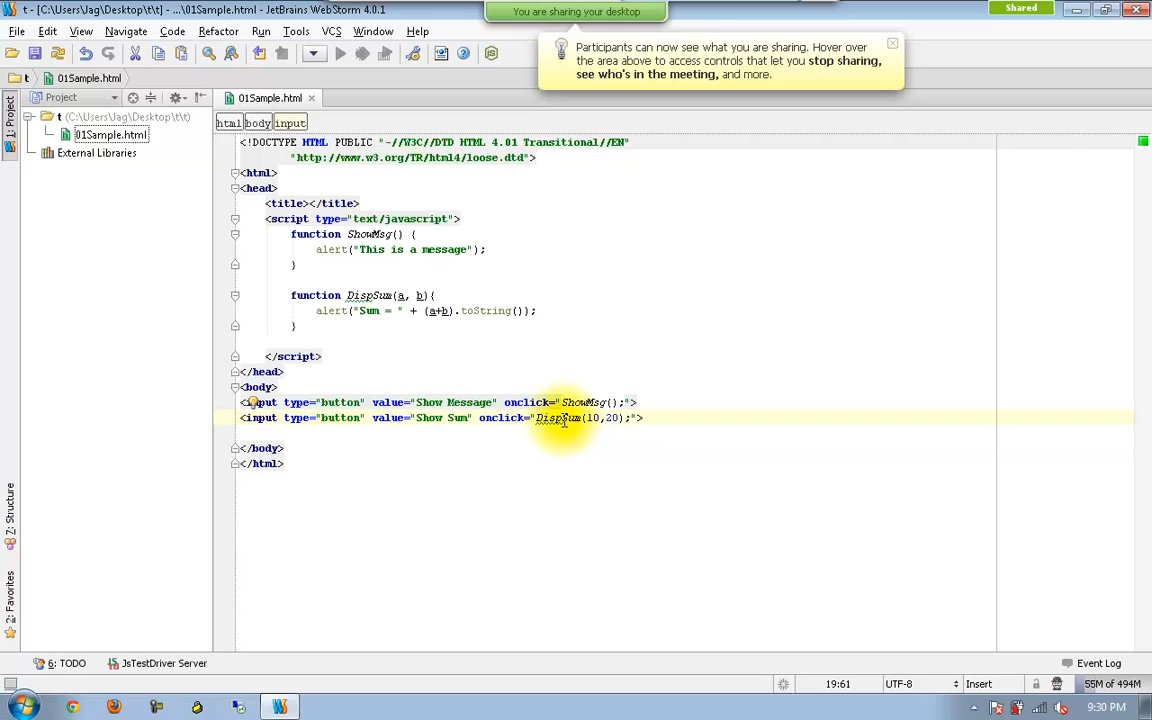 t - [C:\Users\Jag\Desktop\t\t] - ...\01Sample.html - JetBrains WebStorm 4.0.1
You are sharing your desktop
Shared
File Edit View Navigate Code Refactor Run Tools VCS Window Help
Participants can now see what you are sharing. Hover over
the area above to access controls that let you stop sharing,
see who's in the meeting, and more.
t 01Sample.html
Project
01Sample.html
t (C:\Users\Jag\Desktop\t\t)
01Sample.html
External Libraries
1: Project
7: Structure
2: Favorites
html body input
<!DOCTYPE HTML PUBLIC "-//W3C//DTD HTML 4.01 Transitional//EN"
"http://www.w3.org/TR/html4/loose.dtd">
<html>
<head>
<title></title>
<script type="text/javascript">
function ShowMsg() {
alert("This is a message");
}
function DispSum(a, b){
alert("Sum = " + (a+b).toString());
}
</script>
</head>
<body>
<input type="button" value="Show Message" onclick="ShowMsg();">
<input type="button" value="Show Sum" onclick="DispSum(10,20);">
</body>
</html>
6: TODO JsTestDriver Server Event Log
19:61 UTF-8 Insert 55M of 494M
9:30 PM